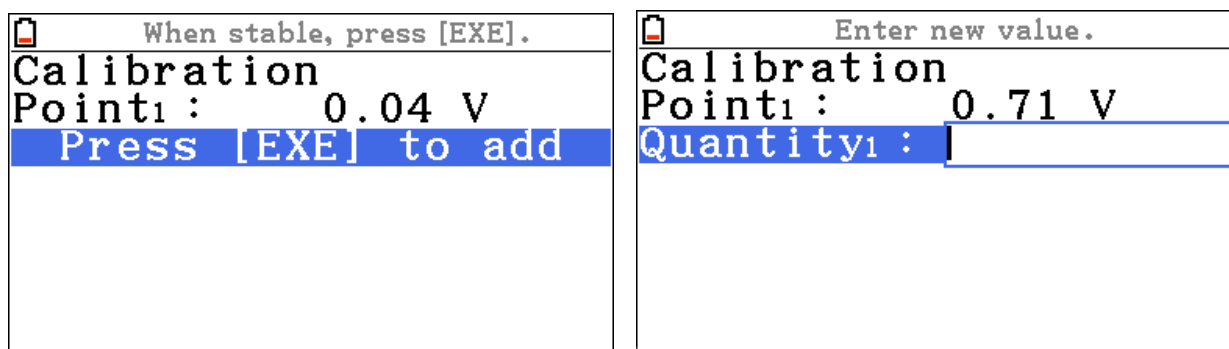 When stable, press [EXE].
Calibration
Point₁: 0.04 V
Press [EXE] to add
Enter new value.
Calibration
Point₁: 0.71 V
Quantity₁: